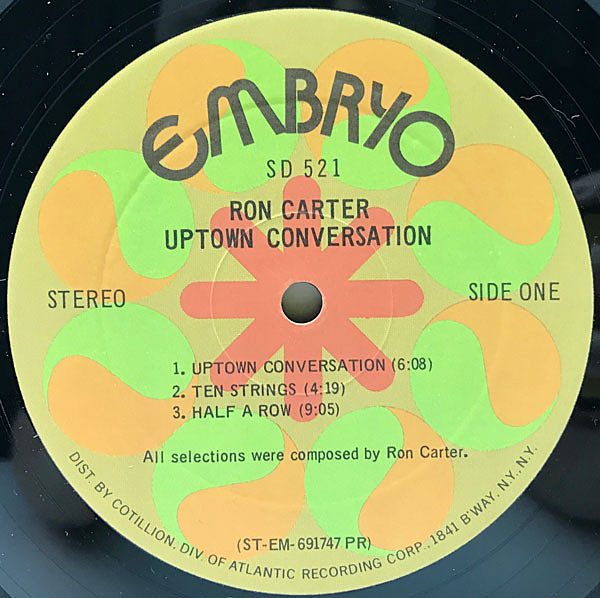 EMBRYO
SD 521
RON CARTER
UPTOWN CONVERSATION
STEREO
SIDE ONE
1. UPTOWN CONVERSATION (6:08)
2. TEN STRINGS (4:19)
3. HALF A ROW (9:05)
All selections were composed by Ron Carter.
(ST-EM-691747 PR)
DIST. BY COTILLION, DIV. OF ATLANTIC RECORDING CORP., 1841 B'WAY, N.Y., N.Y.